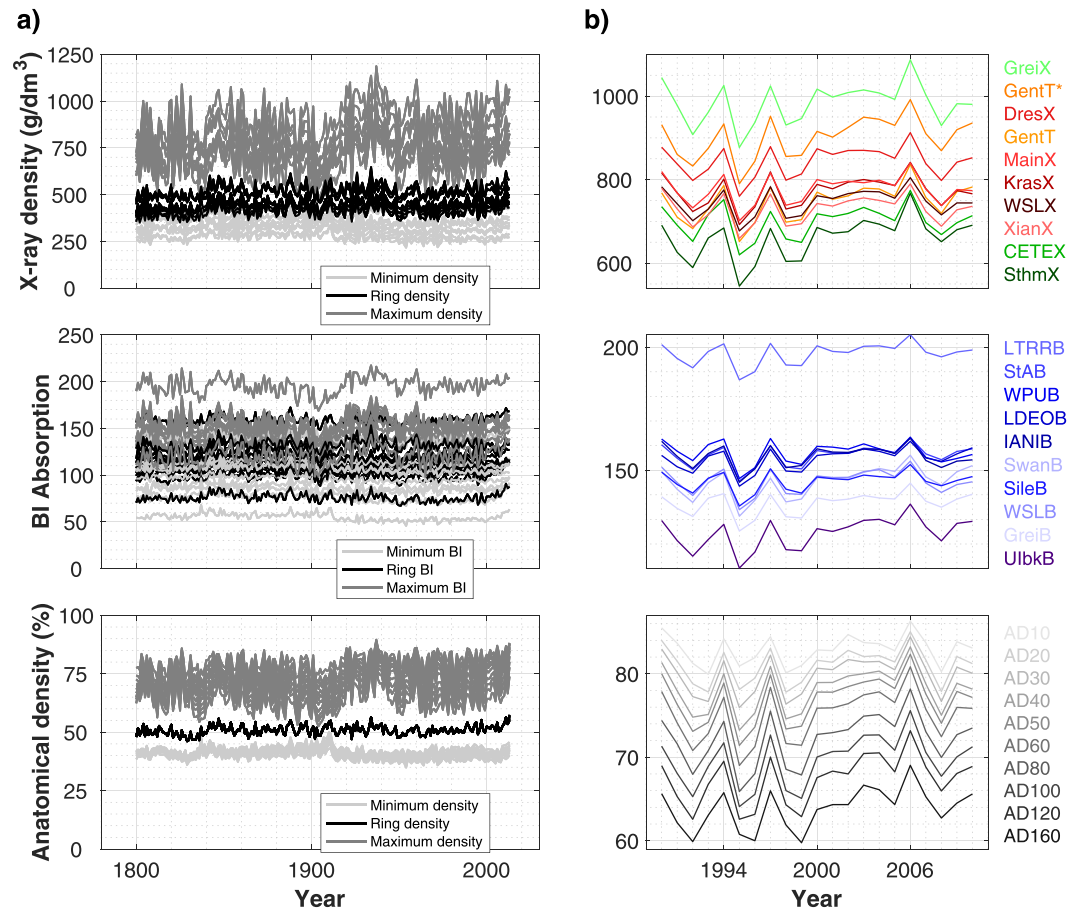 a)
X-ray density (g/dm³)
1250
1000
750
500
250
0
Minimum density
Ring density
Maximum density
BI Absorption
250
200
150
100
50
0
Minimum BI
Ring BI
Maximum BI
Anatomical density (%)
100
75
50
25
0
Minimum density
Ring density
Maximum density
1800
1900
2000
Year
b)
1000
800
600
GreiX
GentT*
DresX
GentT
MainX
KrasX
WSLX
XianX
CETEX
SthmX
200
150
LTRRB
StAB
WPUB
LDEOB
IANIB
SwanB
SileB
WSLB
GreiB
UIbkB
80
70
60
AD10
AD20
AD30
AD40
AD50
AD60
AD80
AD100
AD120
AD160
1994
2000
2006
Year